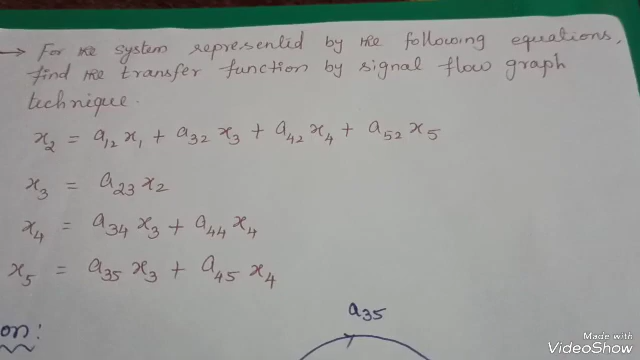 → For the system represented by the following equations,
find the transfer function by signal flow graph
technique.
x₂ = a₁₂ x₁ + a₃₂ x₃ + a₄₂ x₄ + a₅₂ x₅
x₃ = a₂₃ x₂
x₄ = a₃₄ x₃ + a₄₄ x₄
x₅ = a₃₅ x₃ + a₄₅ x₄
on:
a₃₅
Made with
VideoShow